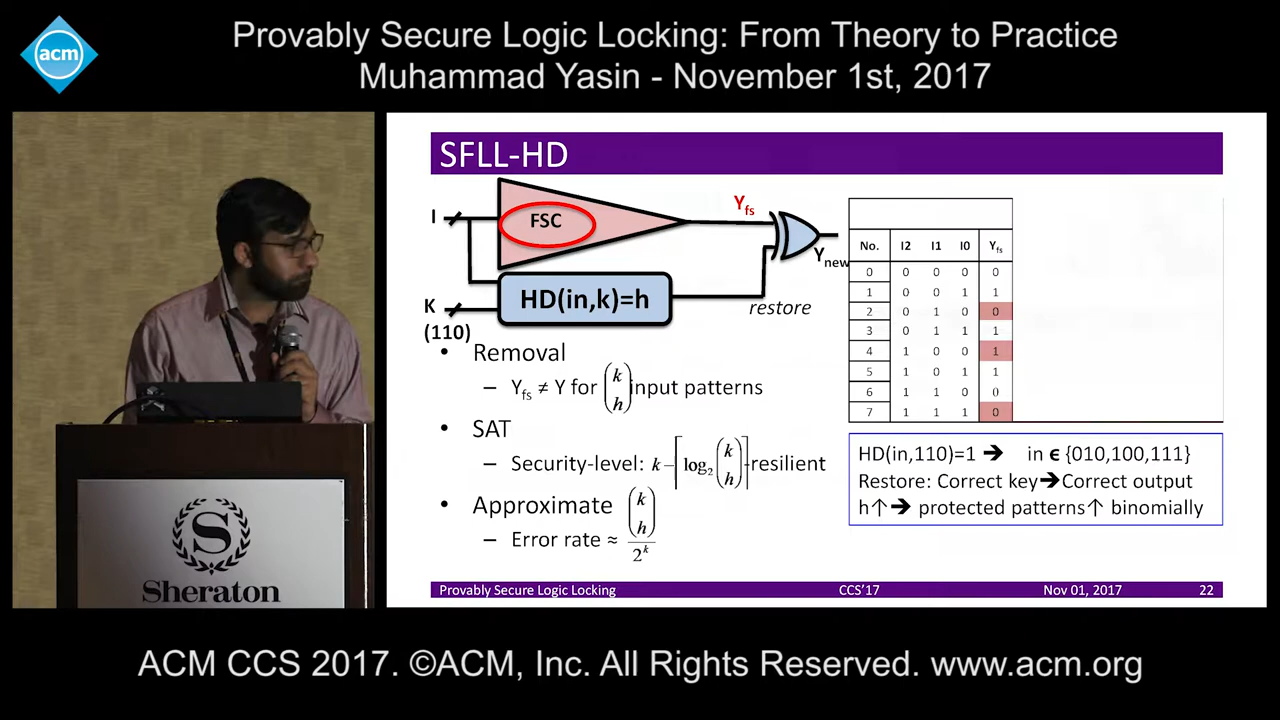 acm
Provably Secure Logic Locking: From Theory to Practice
Muhammad Yasin - November 1st, 2017
SFLL-HD
I
FSC
Yfs
Ynew
K
(110)
HD(in,k)=h
restore
• Removal
– Yfs ≠ Y for (k h) input patterns
• SAT
– Security-level: k – ⌈log2 (k h)⌉-resilient
• Approximate
– Error rate ≈ (k h) / 2^k
No. I2 I1 I0 Yfs
0 0 0 0 0
1 0 0 1 1
2 0 1 0 0
3 0 1 1 1
4 1 0 0 1
5 1 0 1 1
6 1 1 0 0
7 1 1 1 0
HD(in,110)=1 ➔ in ϵ {010,100,111}
Restore: Correct key➔Correct output
h↑➔ protected patterns↑ binomially
Provably Secure Logic Locking CCS'17 Nov 01, 2017 22
S
Sheraton
ACM CCS 2017. ©ACM, Inc. All Rights Reserved. www.acm.org